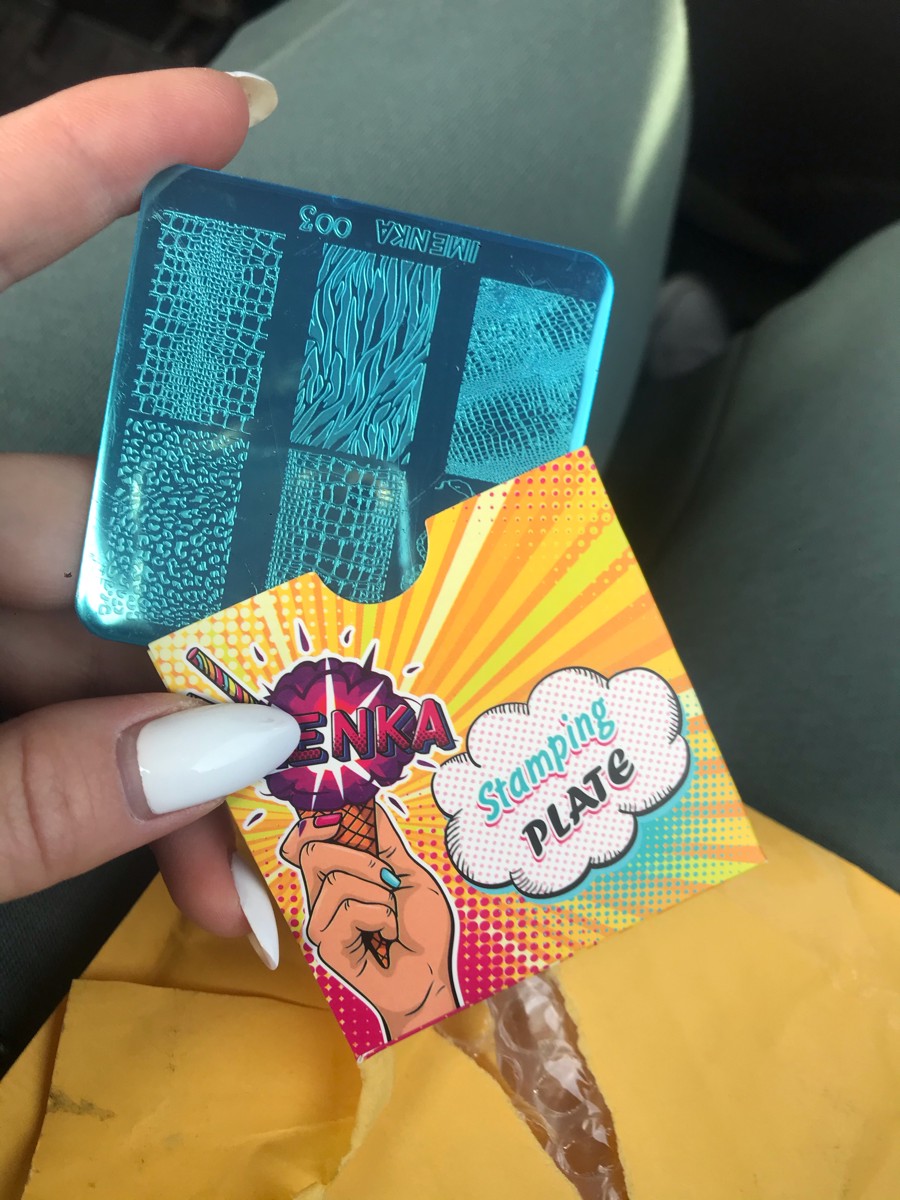 IMENKA 003
ENKA
Stamping
PLATE